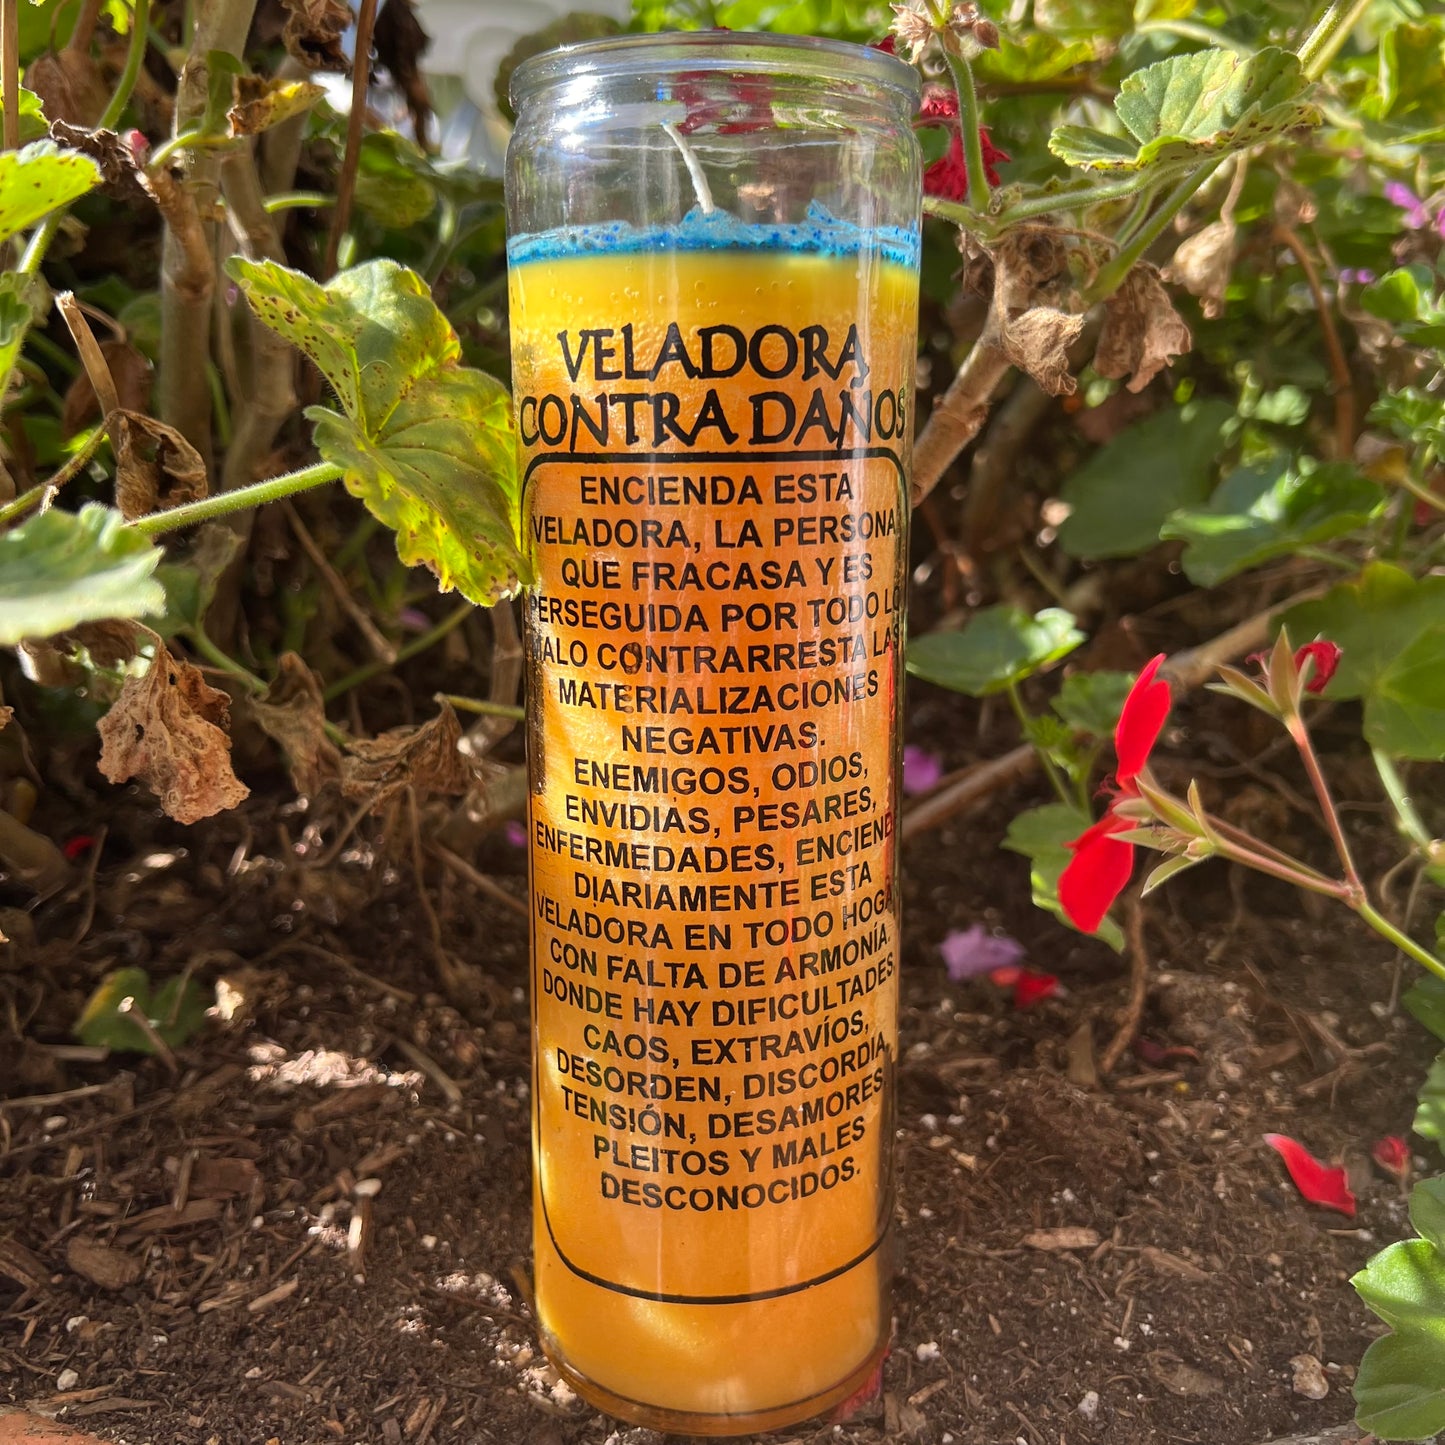 VELADORA
CONTRA DAÑOS
ENCIENDA ESTA
VELADORA, LA PERSONA
QUE FRACASA Y ES
PERSEGUIDA POR TODO LO
MALO CONTRARRESTA LAS
MATERIALIZACIONES
NEGATIVAS.
ENEMIGOS, ODIOS,
ENVIDIAS, PESARES,
ENFERMEDADES, ENCIENDE
DIARIAMENTE ESTA
VELADORA EN TODO HOGAR
CON FALTA DE ARMONÍA.
DONDE HAY DIFICULTADES
CAOS, EXTRAVÍOS,
DESORDEN, DISCORDIA,
TENSIÓN, DESAMORES
PLEITOS Y MALES
DESCONOCIDOS.